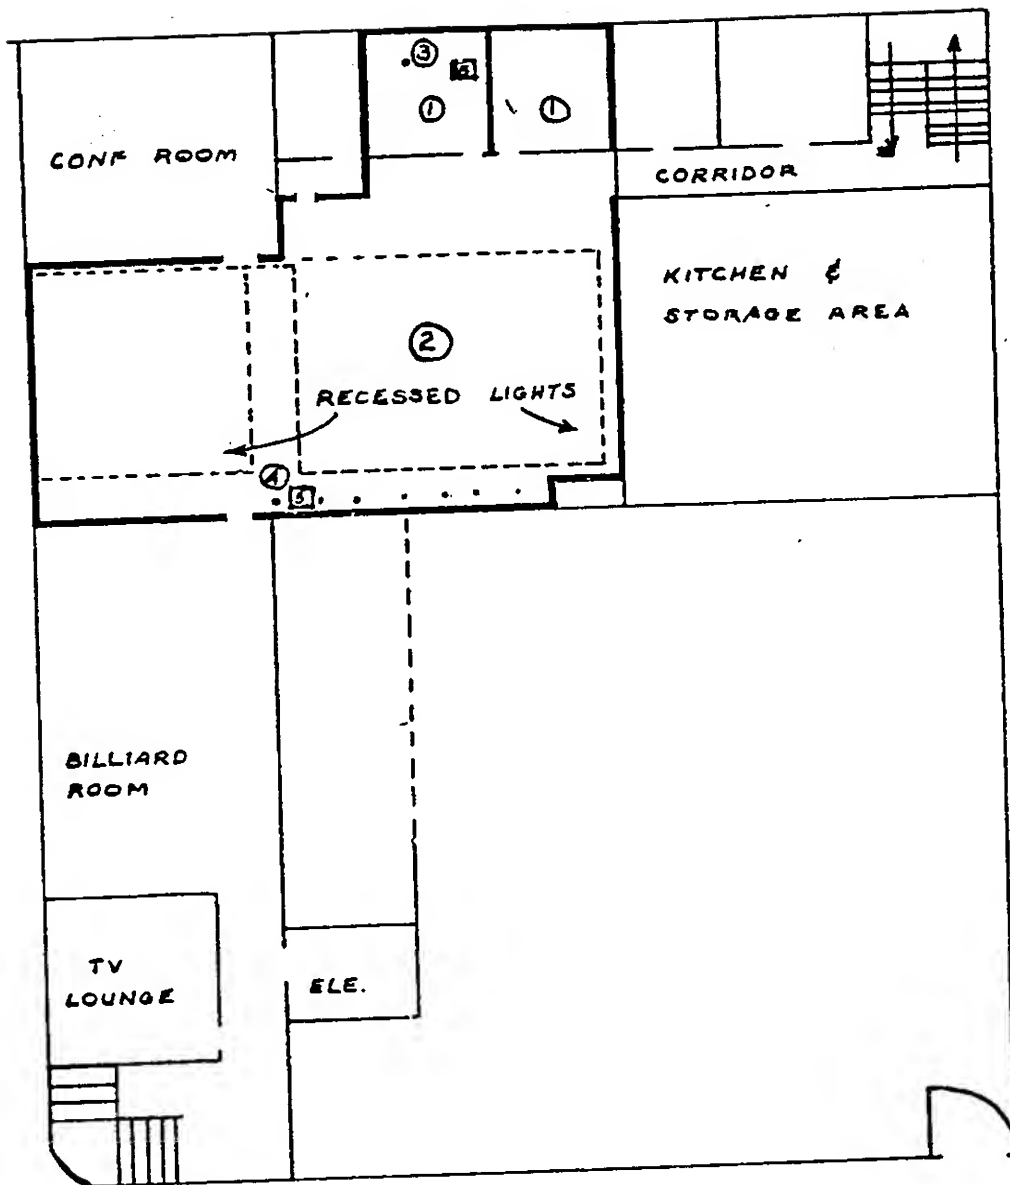 ③
①
①
CONF ROOM
CORRIDOR
KITCHEN &
STORAGE AREA
②
RECESSED LIGHTS
④
5
BILLIARD
ROOM
TV
LOUNGE
ELE.